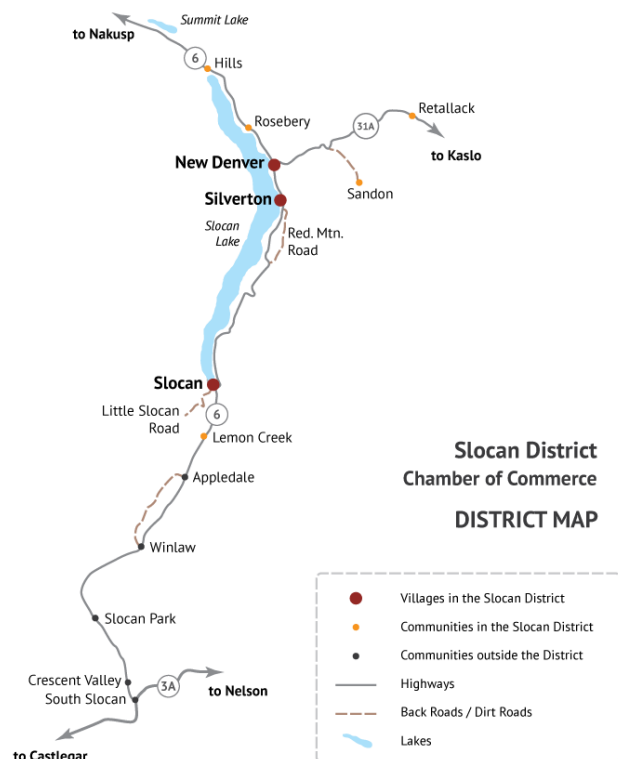 Summit Lake
to Nakusp
6
Hills
Retallack
Rosebery
31A
to Kaslo
New Denver
Sandon
Silverton
Slocan
Lake
Red. Mtn.
Road
Slocan
Little Slocan
Road
6
Lemon Creek
Slocan District
Chamber of Commerce
DISTRICT MAP
Appledale
Winlaw
Slocan Park
Crescent Valley
South Slocan
3A
to Nelson
to Castlegar
Villages in the Slocan District
Communities in the Slocan District
Communities outside the District
Highways
Back Roads / Dirt Roads
Lakes